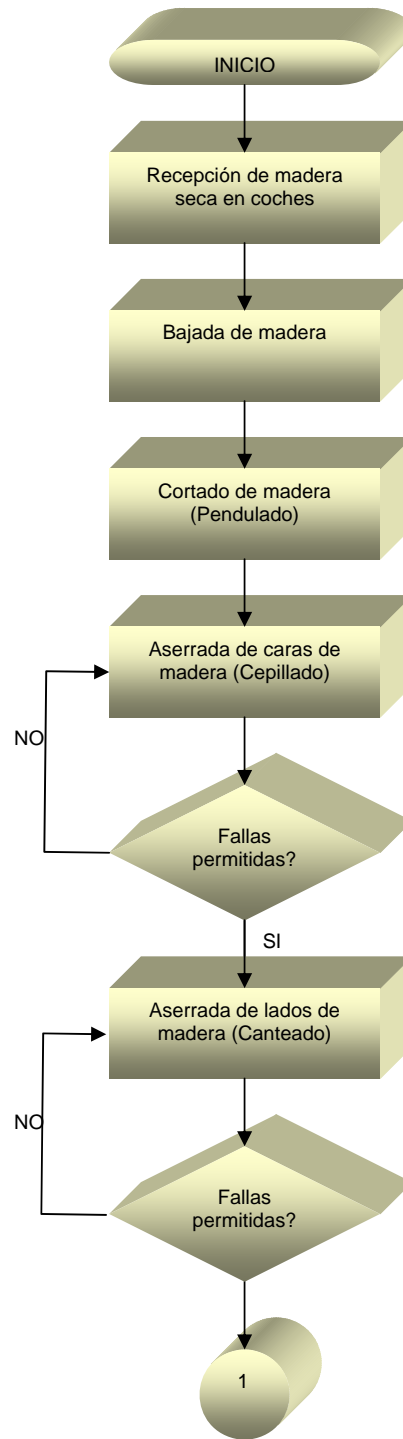 INICIO
Recepción de madera
seca en coches
Bajada de madera
Cortado de madera
(Pendulado)
Aserrada de caras de
madera (Cepillado)
NO
Fallas
permitidas?
SI
Aserrada de lados de
madera (Canteado)
NO
Fallas
permitidas?
1